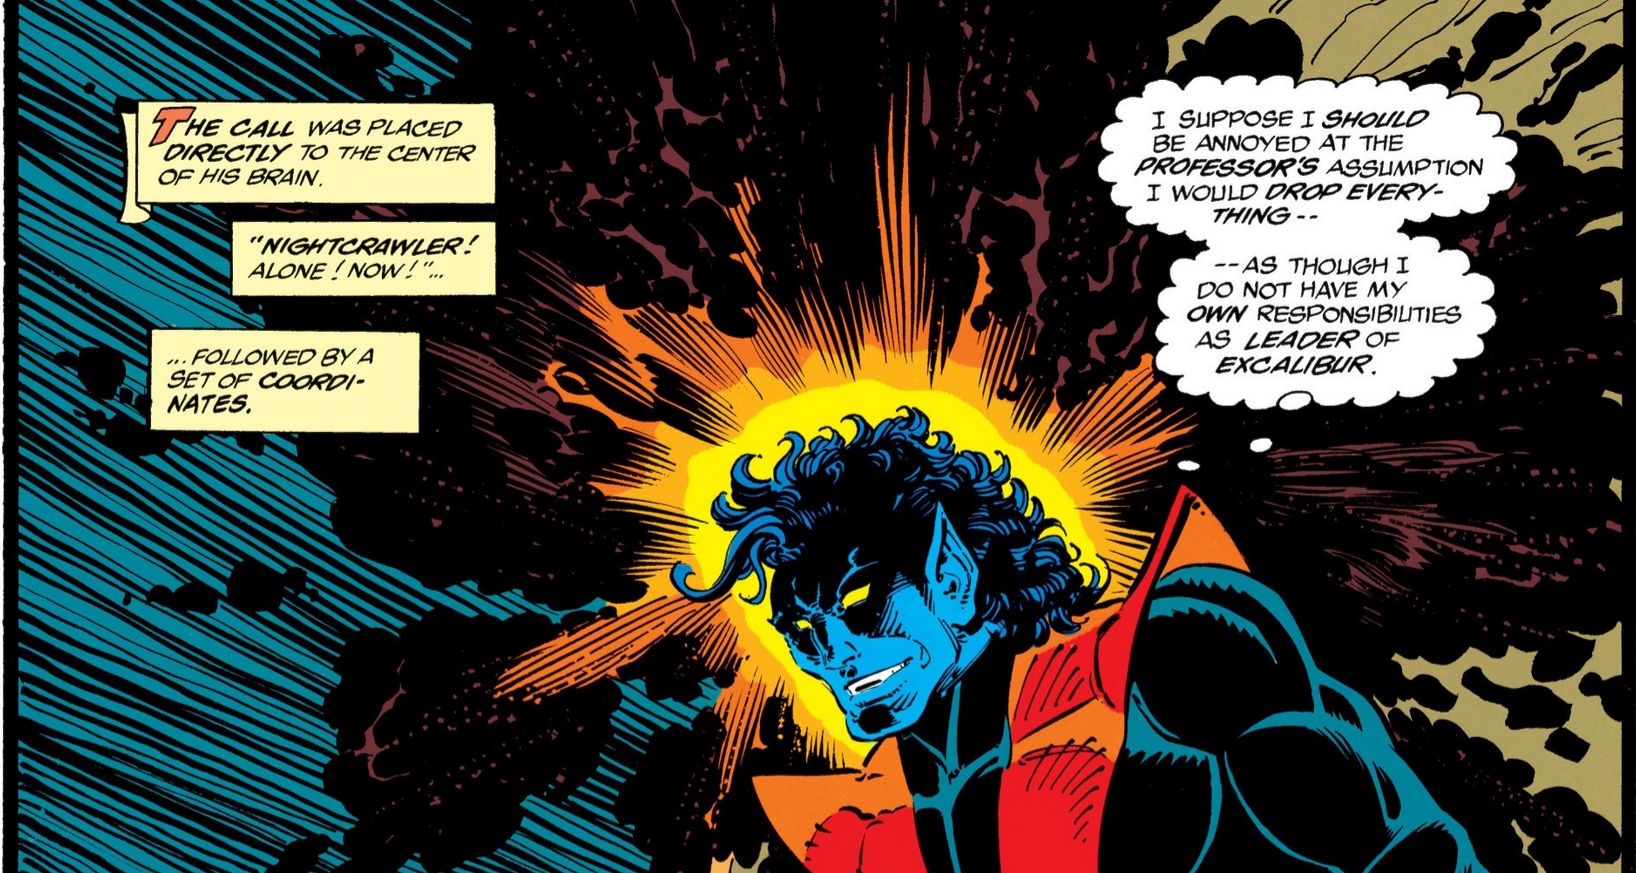 THE CALL WAS PLACED
DIRECTLY TO THE CENTER
OF HIS BRAIN.
"NIGHTCRAWLER!
ALONE! NOW!"...
...FOLLOWED BY A
SET OF COORDI-
NATES.
I SUPPOSE I SHOULD
BE ANNOYED AT THE
PROFESSOR'S ASSUMPTION
I WOULD DROP EVERY-
THING --
--AS THOUGH I
DO NOT HAVE MY
OWN RESPONSIBILITIES
AS LEADER OF
EXCALIBUR.